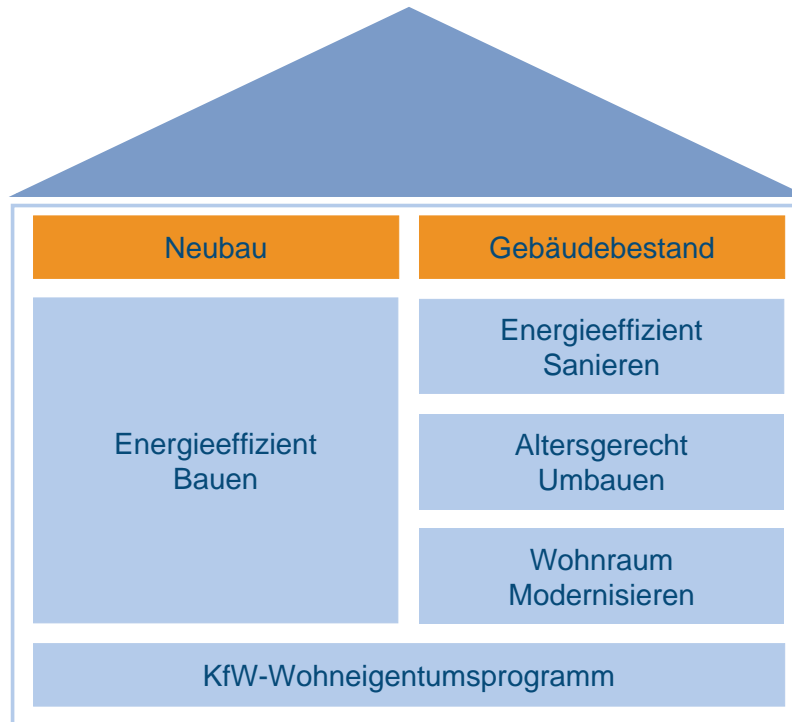 Neubau
Gebäudebestand
Energieeffizient
Bauen
Energieeffizient
Sanieren
Altersgerecht
Umbauen
Wohnraum
Modernisieren
KfW-Wohneigentumsprogramm